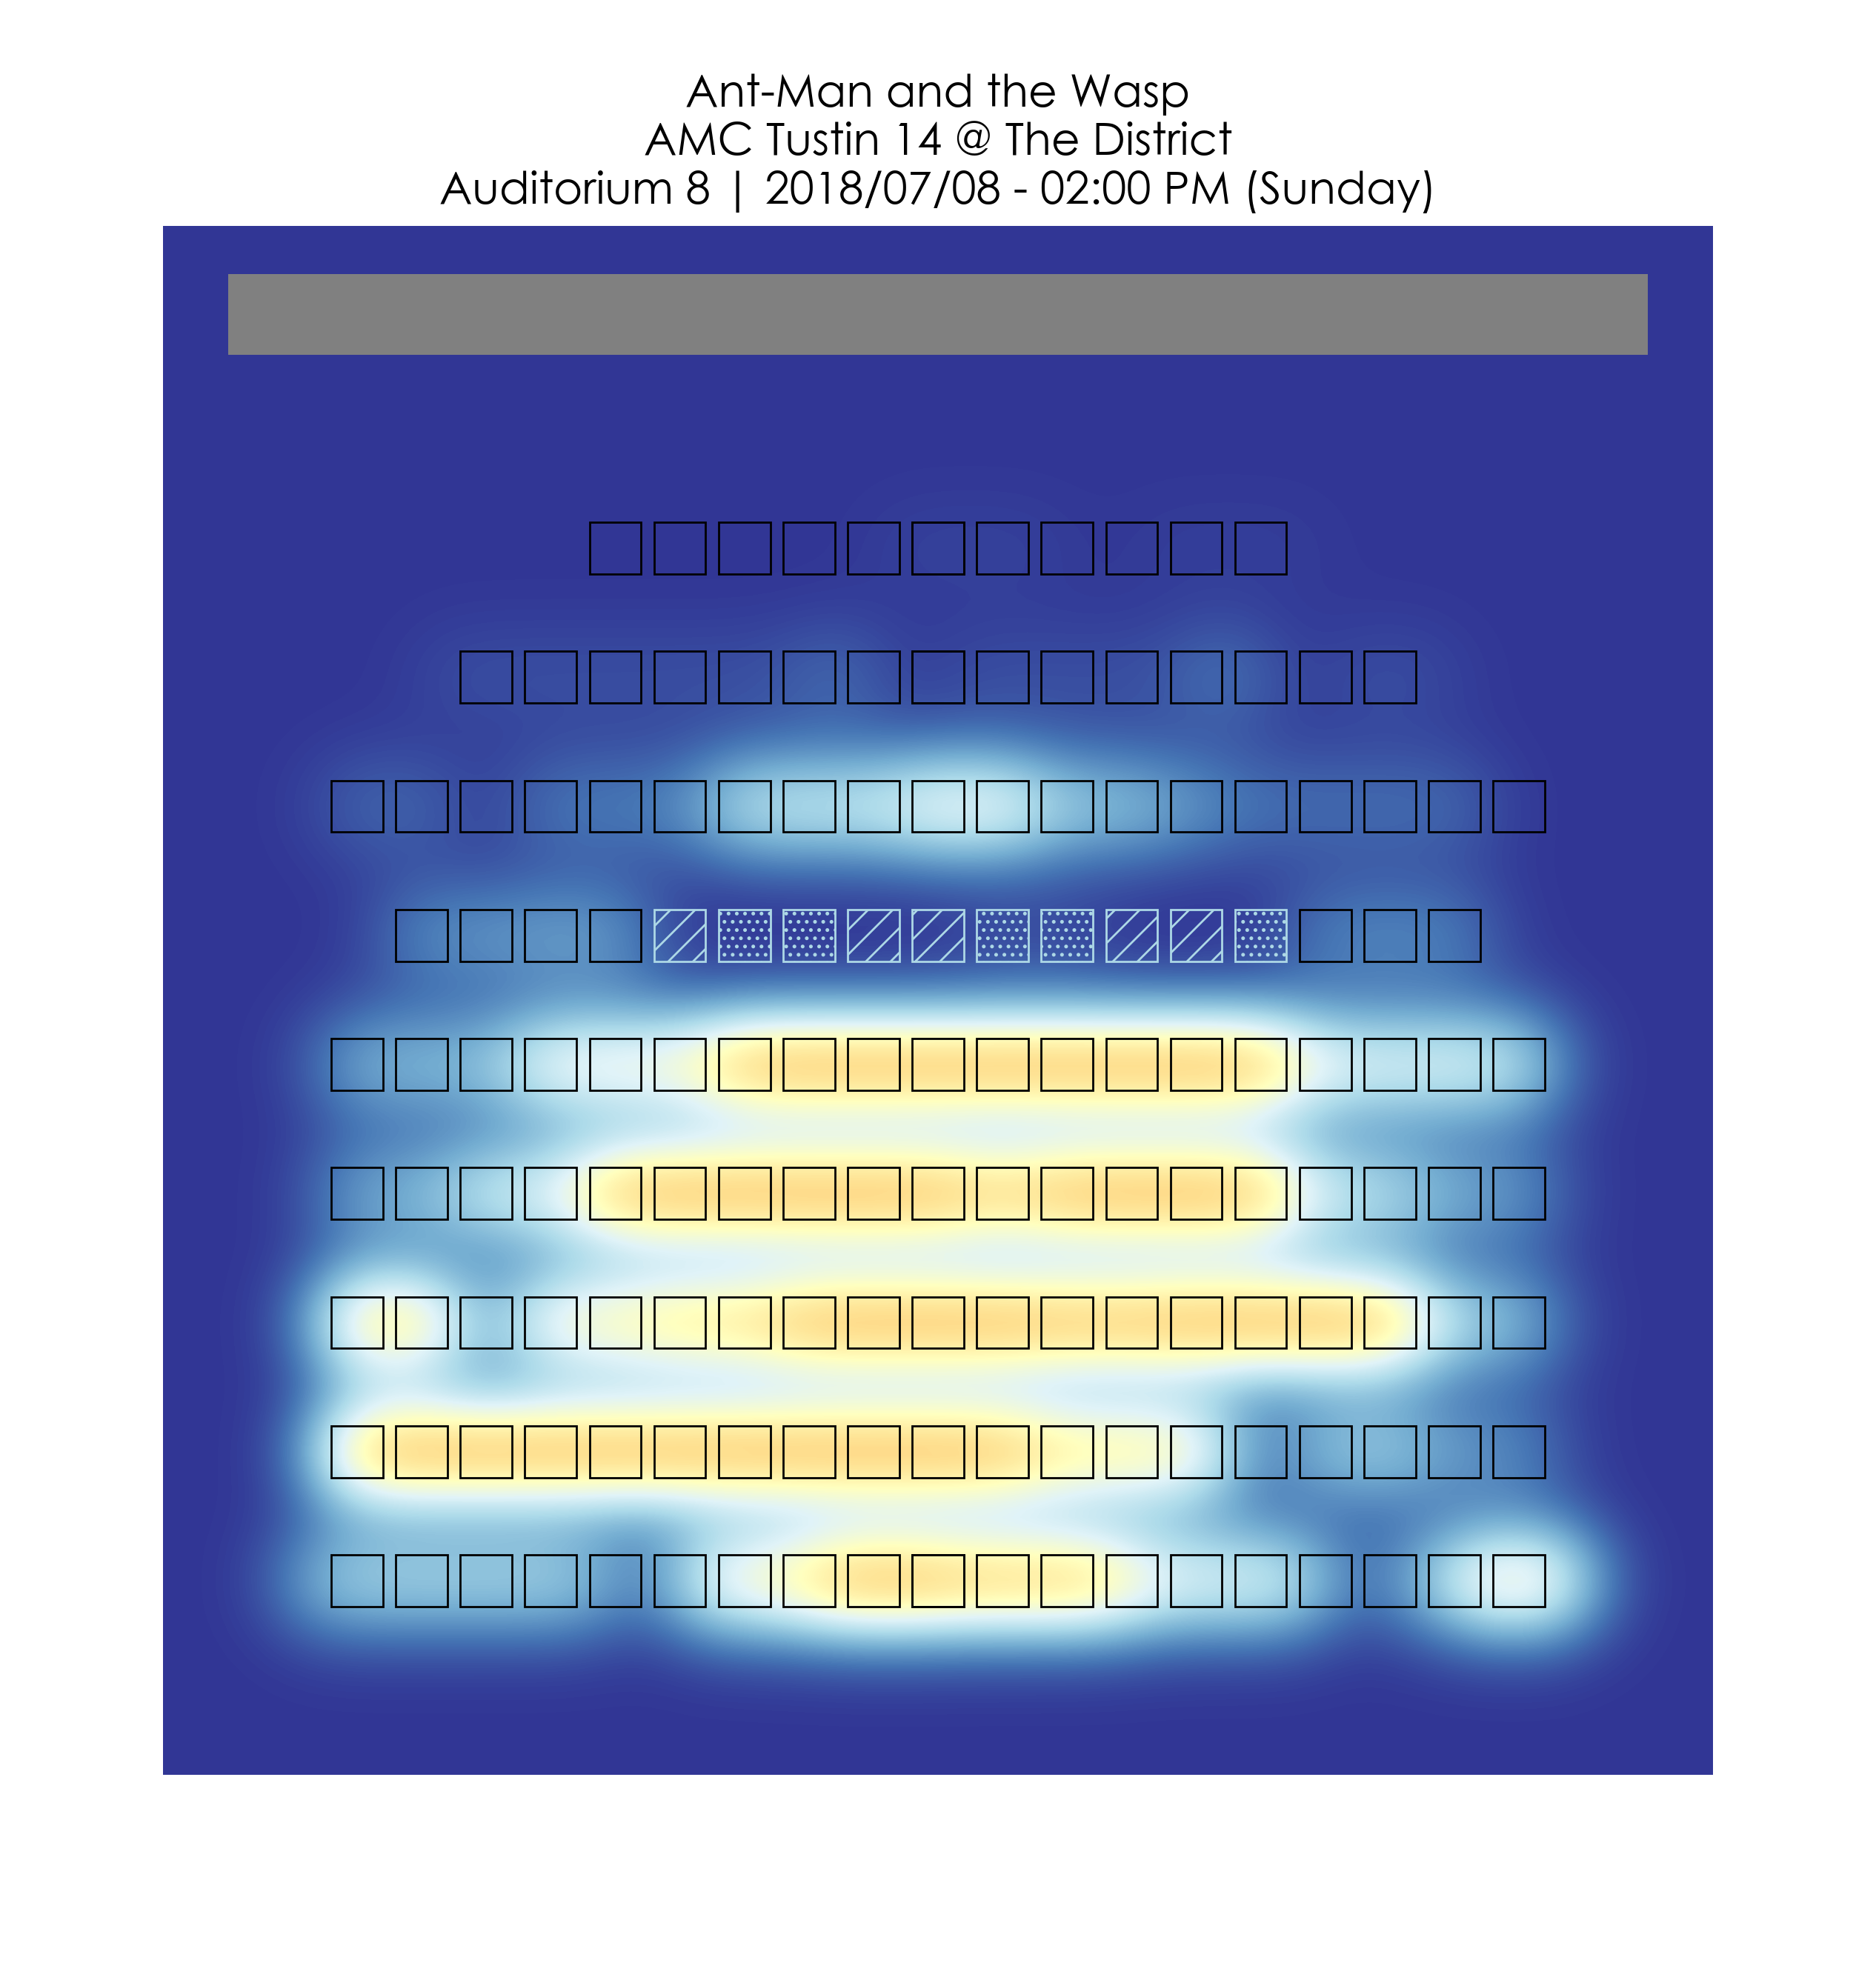 Ant-Man and the Wasp
AMC Tustin 14 @ The District
Auditorium 8 | 2018/07/08 - 02:00 PM (Sunday)